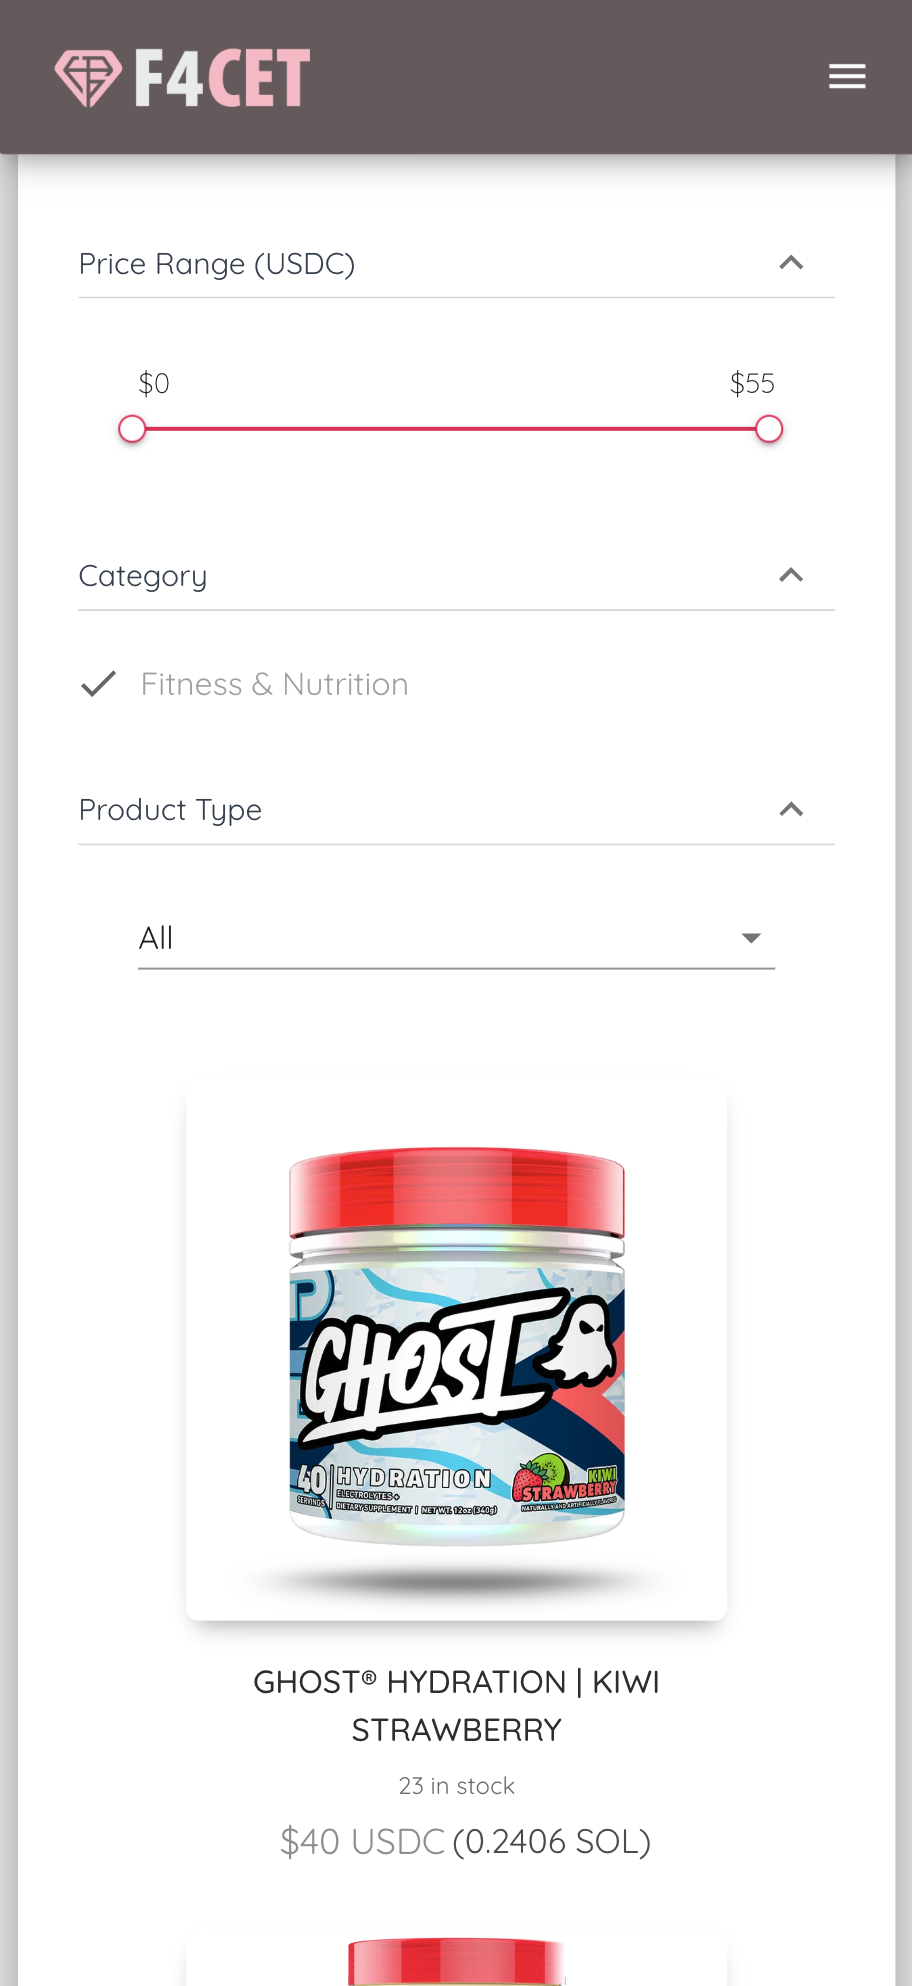 F4CET
Price Range (USDC)
$0 $55
Category
Fitness & Nutrition
Product Type
All
GHOST
40 SERVINGS
HYDRATION
ELECTROLYTES +
DIETARY SUPPLEMENT | NET WT. 12oz (340g)
KIWI
STRAWBERRY
NATURALLY AND ARTIFICIALLY FLAVORED
GHOST® HYDRATION | KIWI
STRAWBERRY
23 in stock
$40 USDC (0.2406 SOL)